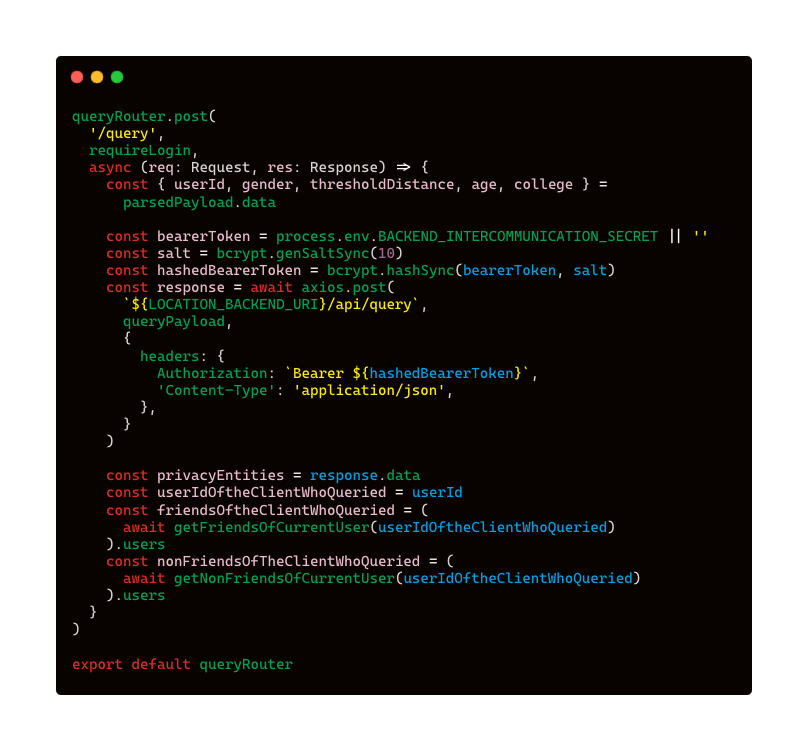 queryRouter.post(
  '/query',
  requireLogin,
  async (req: Request, res: Response) => {
    const { userId, gender, thresholdDistance, age, college } =
      parsedPayload.data

    const bearerToken = process.env.BACKEND_INTERCOMMUNICATION_SECRET || ''
    const salt = bcrypt.genSaltSync(10)
    const hashedBearerToken = bcrypt.hashSync(bearerToken, salt)
    const response = await axios.post(
      `${LOCATION_BACKEND_URI}/api/query`,
      queryPayload,
      {
        headers: {
          Authorization: `Bearer ${hashedBearerToken}`,
          'Content-Type': 'application/json',
        },
      }
    )

    const privacyEntities = response.data
    const userIdOftheClientWhoQueried = userId
    const friendsOftheClientWhoQueried = (
      await getFriendsOfCurrentUser(userIdOftheClientWhoQueried)
    ).users
    const nonFriendsOfTheClientWhoQueried = (
      await getNonFriendsOfCurrentUser(userIdOftheClientWhoQueried)
    ).users
  }
)

export default queryRouter